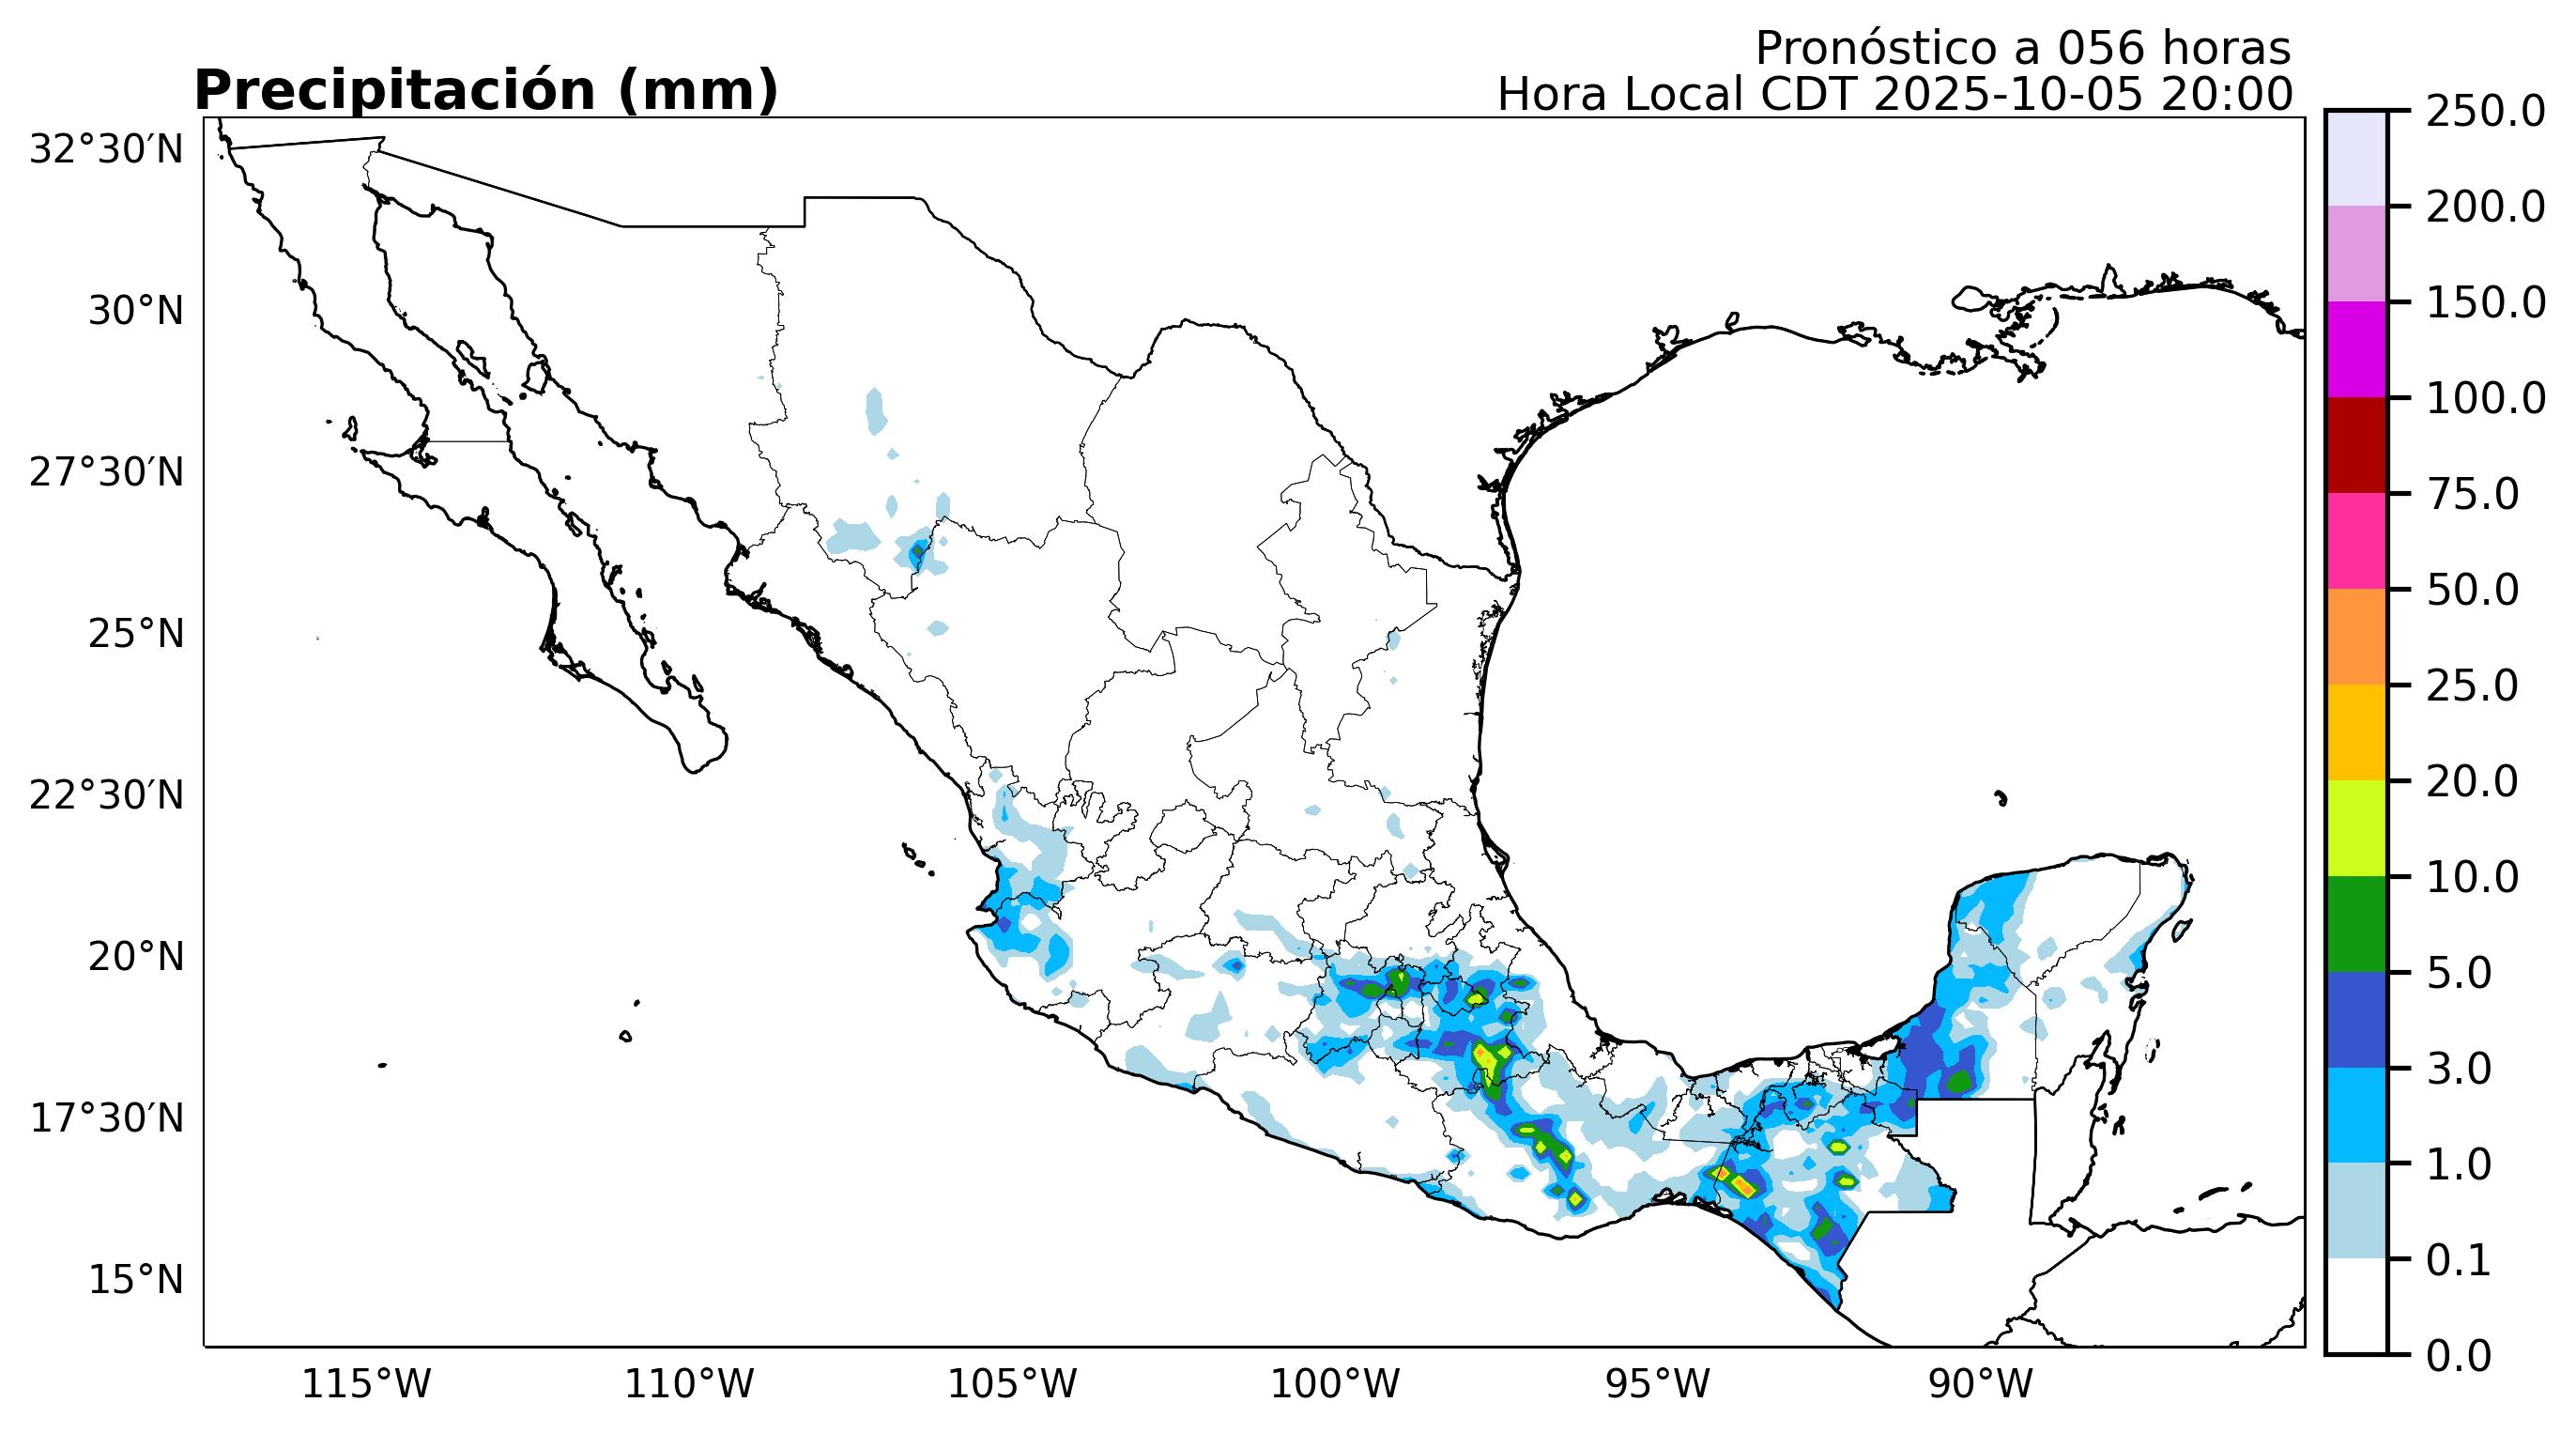 Pronóstico a 056 horas
Precipitación (mm)
Hora Local CDT 2025-10-05 20:00
32°30′N
30°N
27°30′N
25°N
22°30′N
20°N
17°30′N
15°N
115°W
110°W
105°W
100°W
95°W
90°W
250.0
200.0
150.0
100.0
75.0
50.0
25.0
20.0
10.0
5.0
3.0
1.0
0.1
0.0